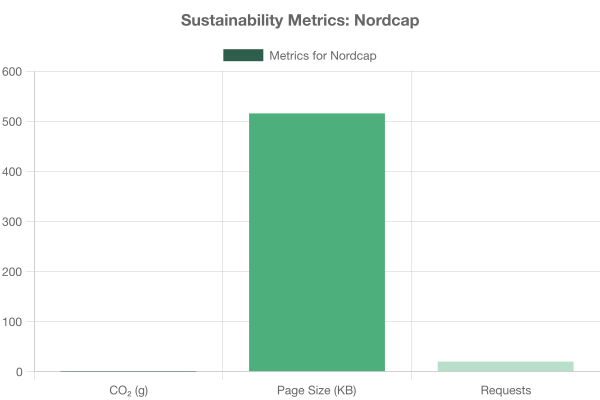 Sustainability Metrics: Nordcap
Metrics for Nordcap
600
500
400
300
200
100
0
CO₂ (g)
Page Size (KB)
Requests